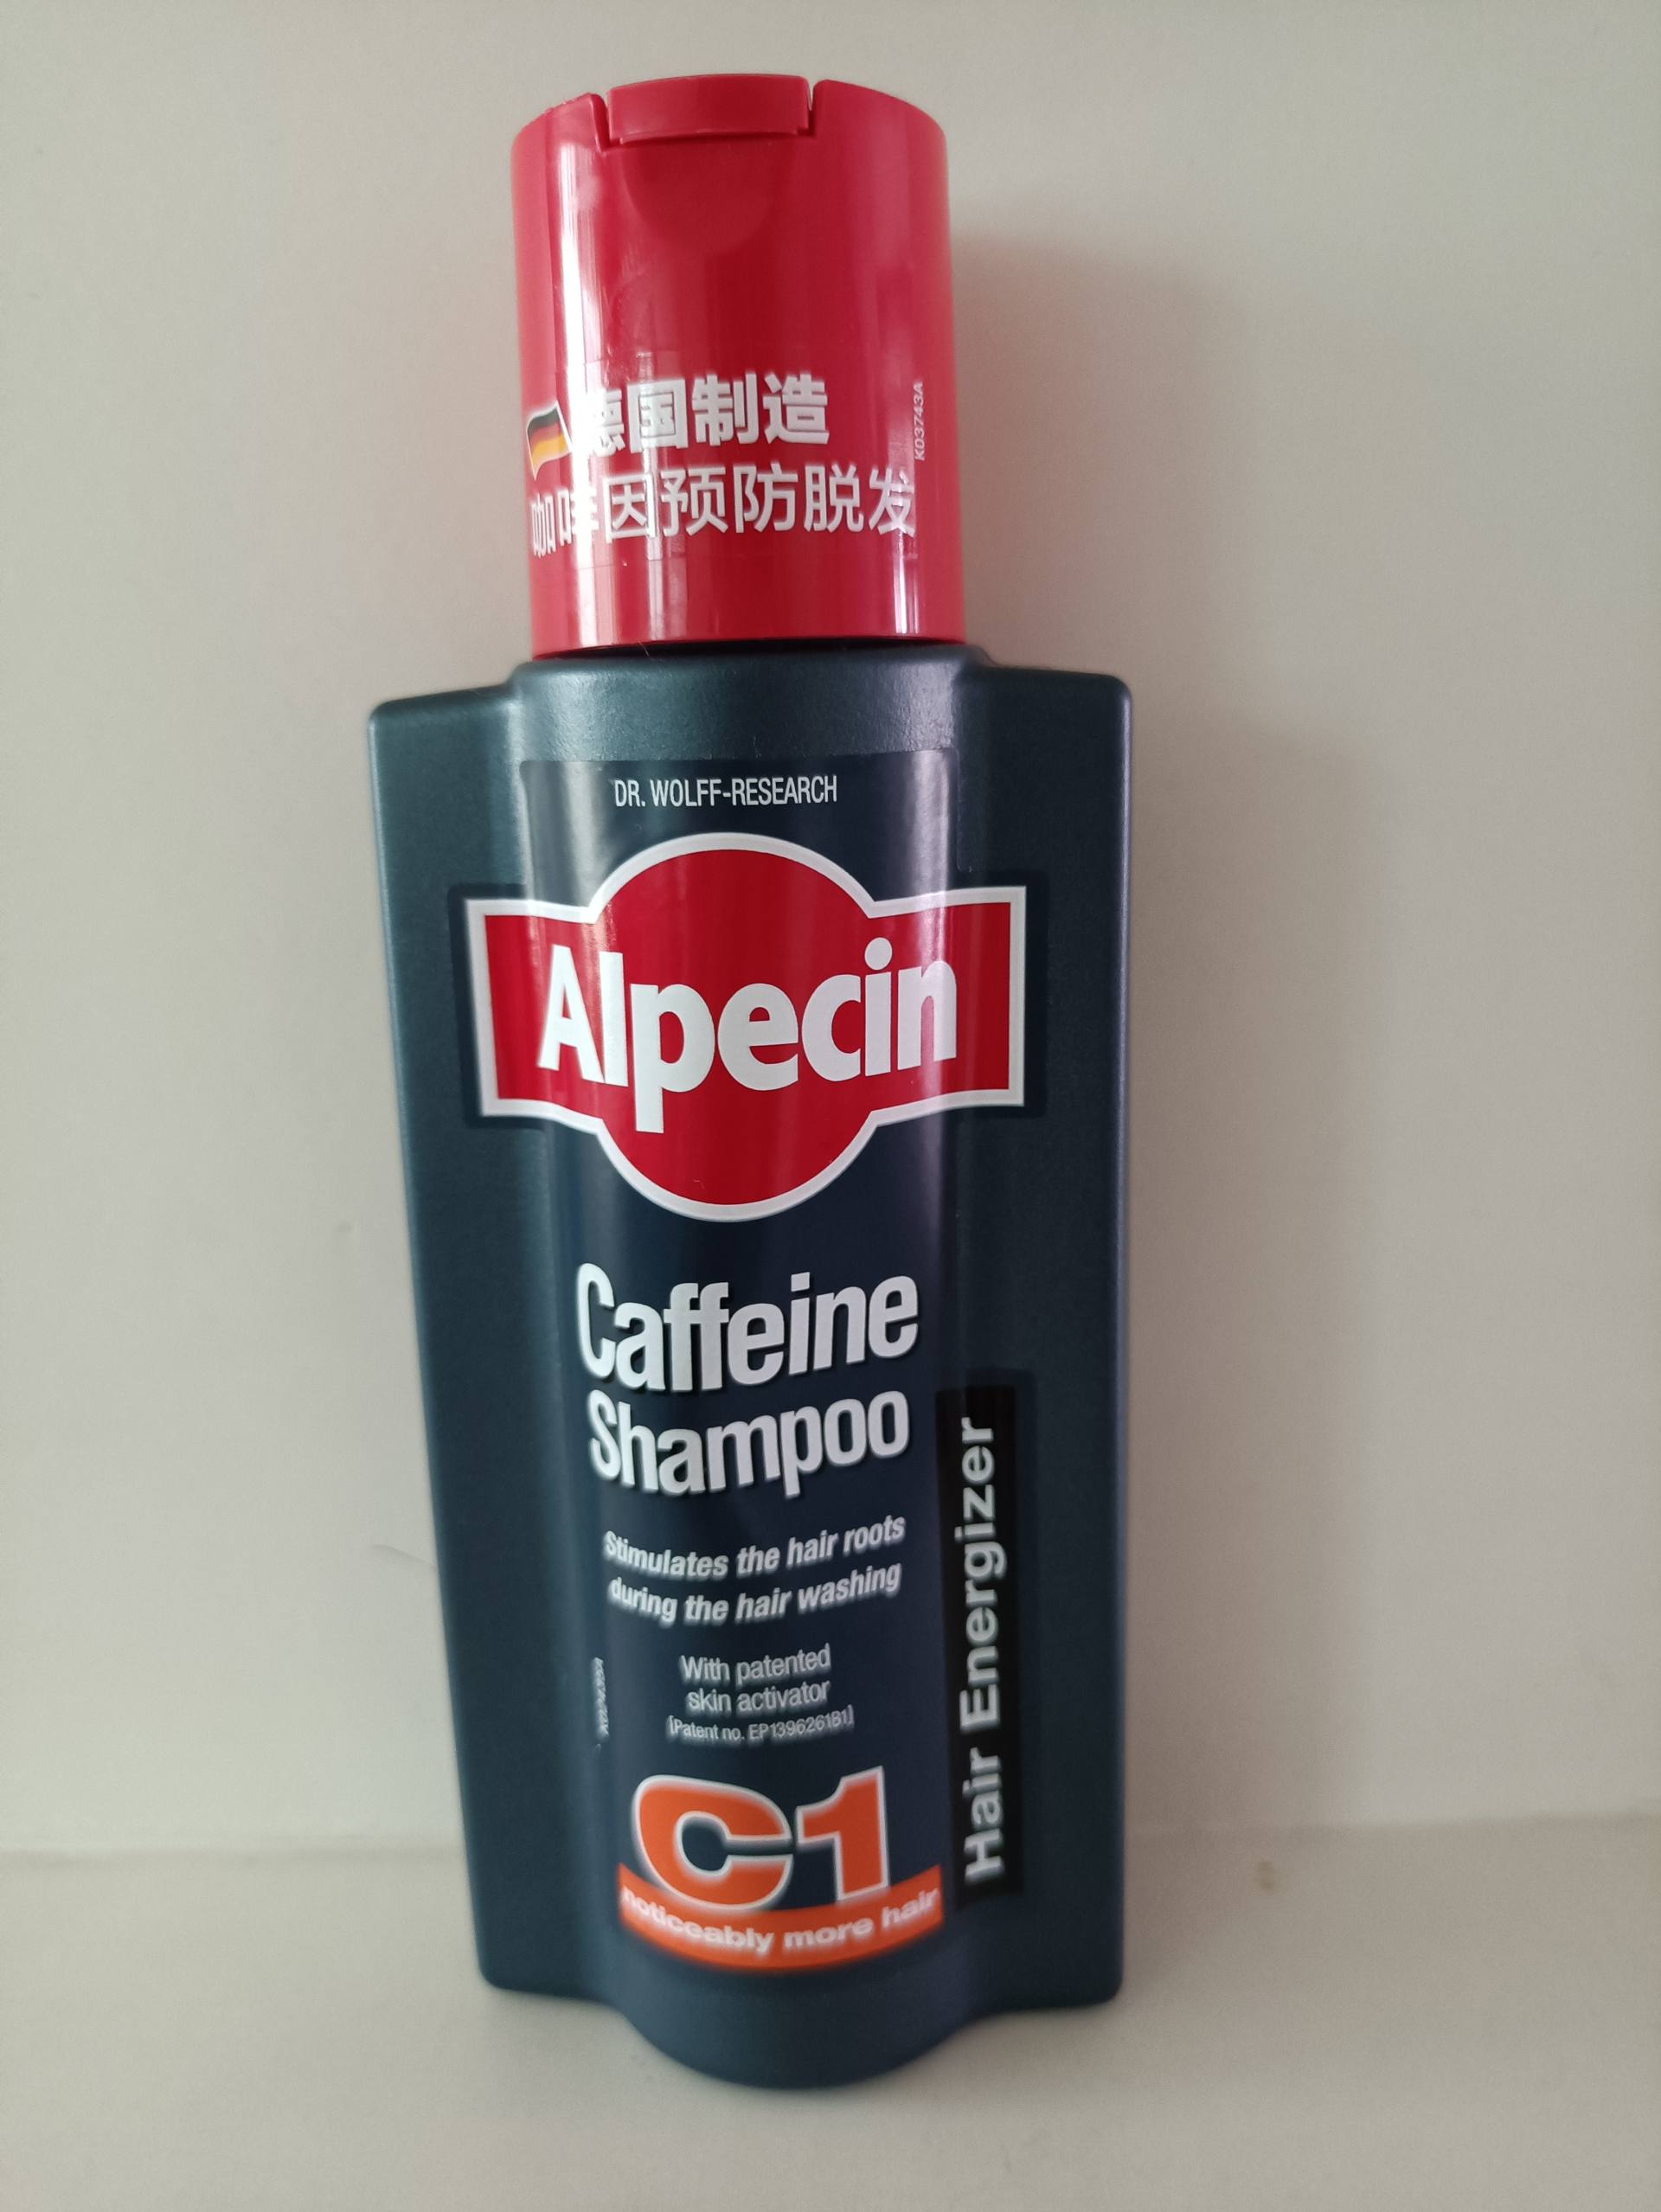 德国制造
咖啡因预防脱发
K03743A
DR. WOLFF-RESEARCH
Alpecin
Caffeine
Shampoo
Stimulates the hair roots
during the hair washing
With patented
skin activator
(Patent no. EP1396261B1)
C1
noticeably more hair
Hair Energizer